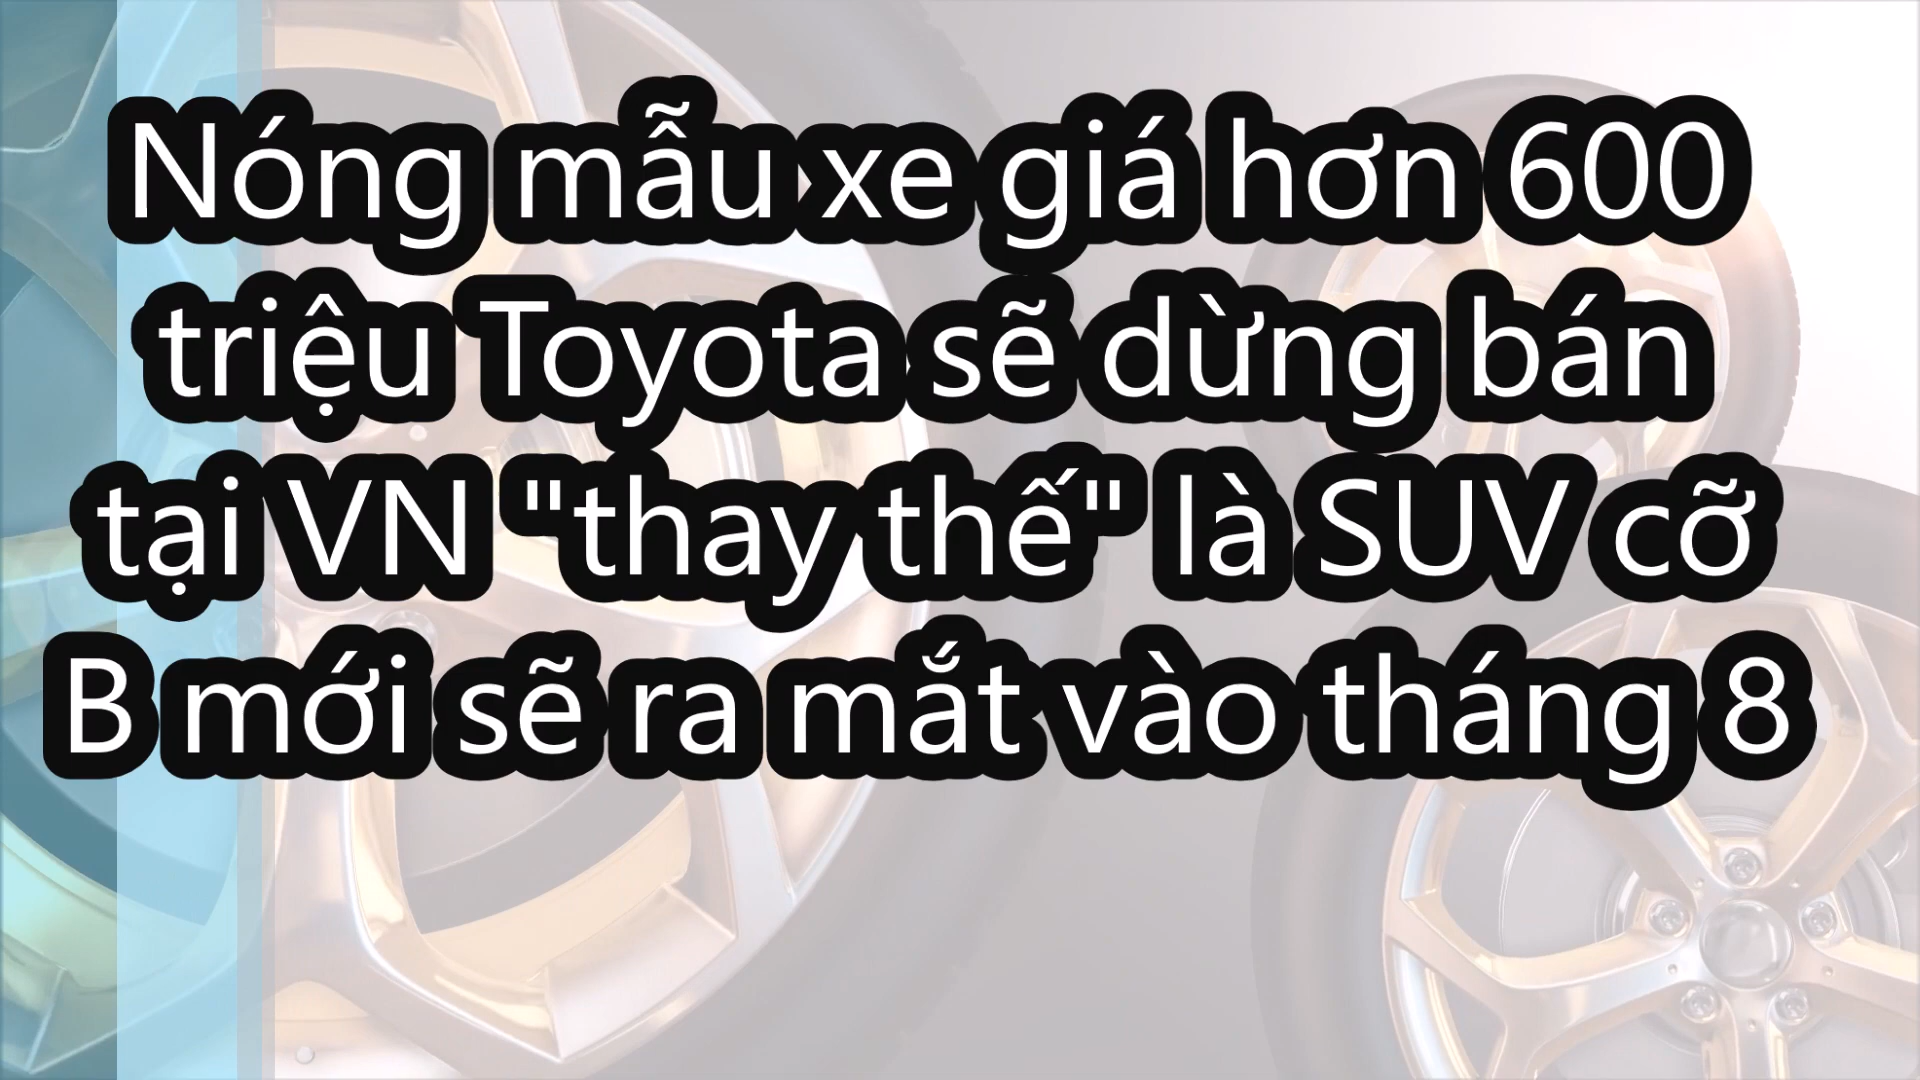 Nóng mẫu xe giá hơn 600
triệu Toyota sẽ dừng bán
tại VN "thay thế" là SUV cỡ
B mới sẽ ra mắt vào tháng 8